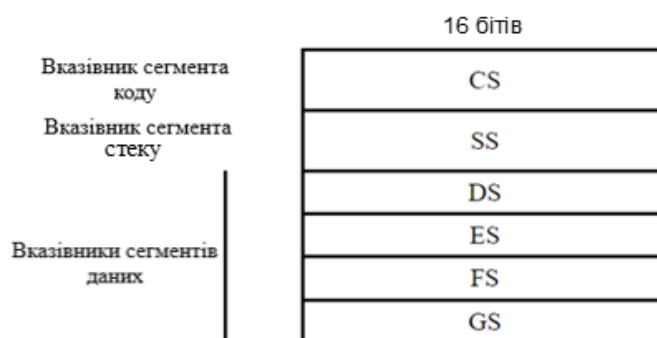 16 бітів
Вказівник сегмента
коду
CS
Вказівник сегмента
стеку
SS
DS
ES
Вказівники сегментів
даних
FS
GS